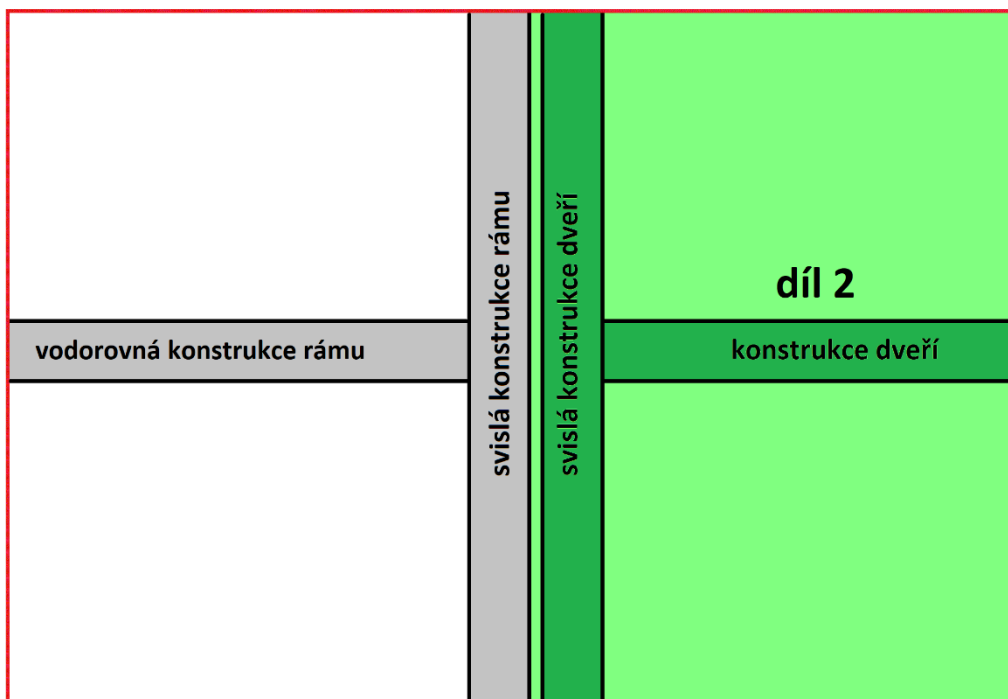 vodorovná konstrukce rámu
svislá konstrukce rámu
svislá konstrukce dveří
díl 2
konstrukce dveří